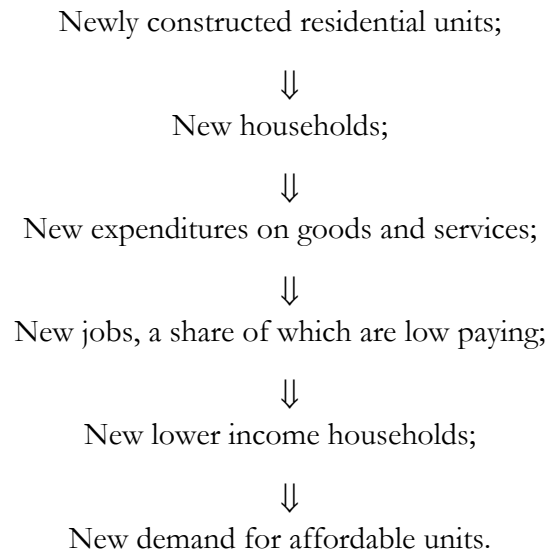 Newly constructed residential units;
⇓
New households;
⇓
New expenditures on goods and services;
⇓
New jobs, a share of which are low paying;
⇓
New lower income households;
⇓
New demand for affordable units.